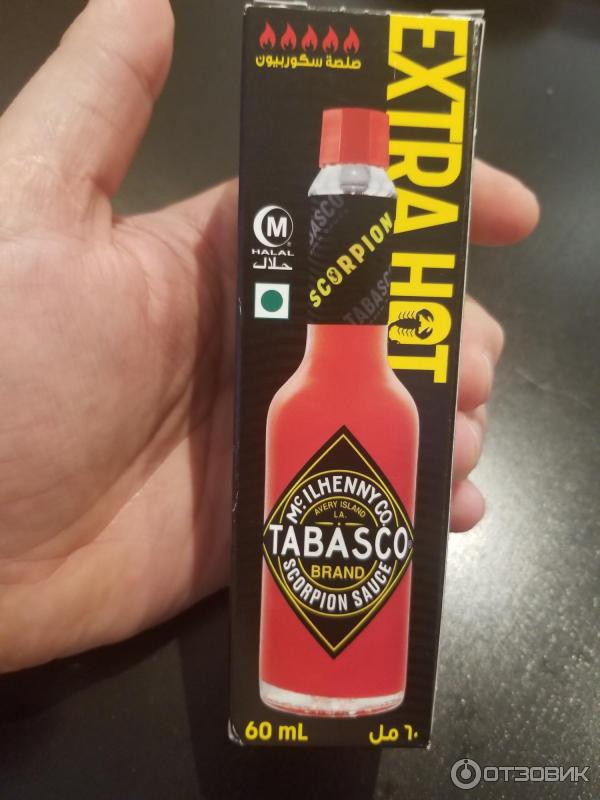 صلصة سكوربيون
EXTRA HOT
M
HALAL
حلال
TABASCO
SCORPION
TABASCO
McILHENNY CO.
AVERY ISLAND
LA.
TABASCO®
BRAND
SCORPION SAUCE
60 mL
٦٠ مل
ОТЗОВИК